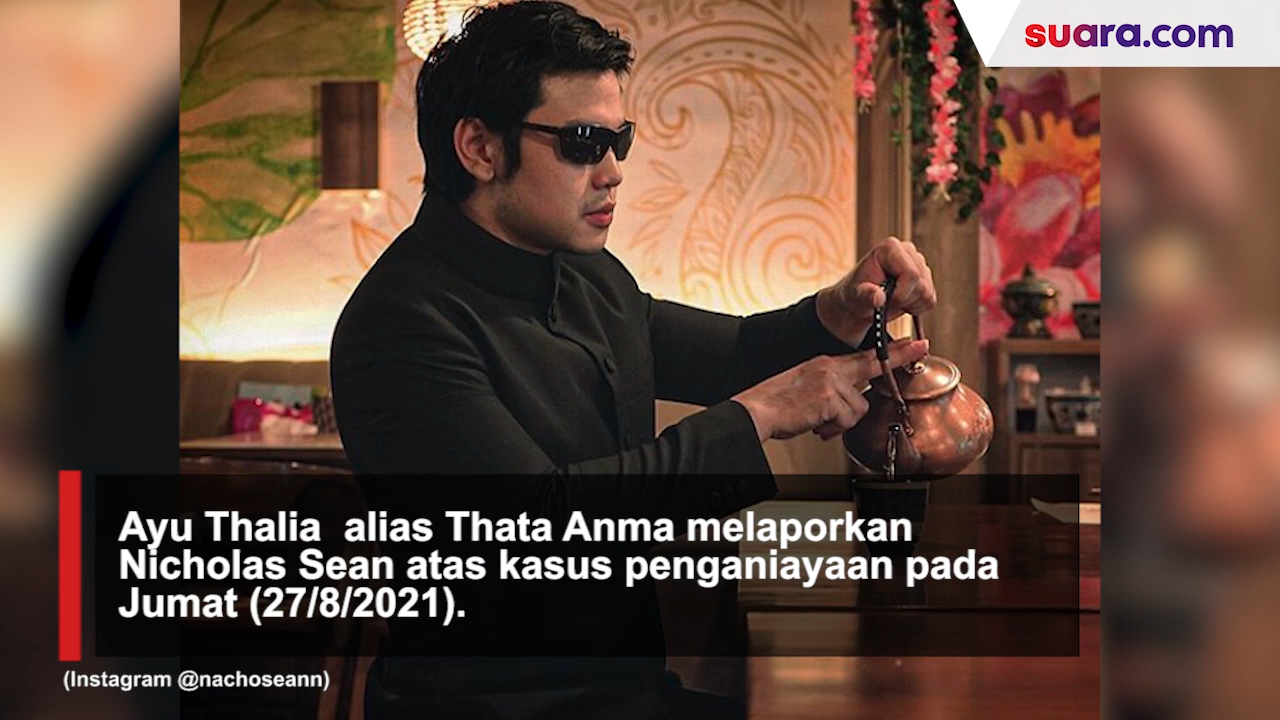 suara.com
Ayu Thalia  alias Thata Anma melaporkan
Nicholas Sean atas kasus penganiayaan pada
Jumat (27/8/2021).
(Instagram @nachoseann)